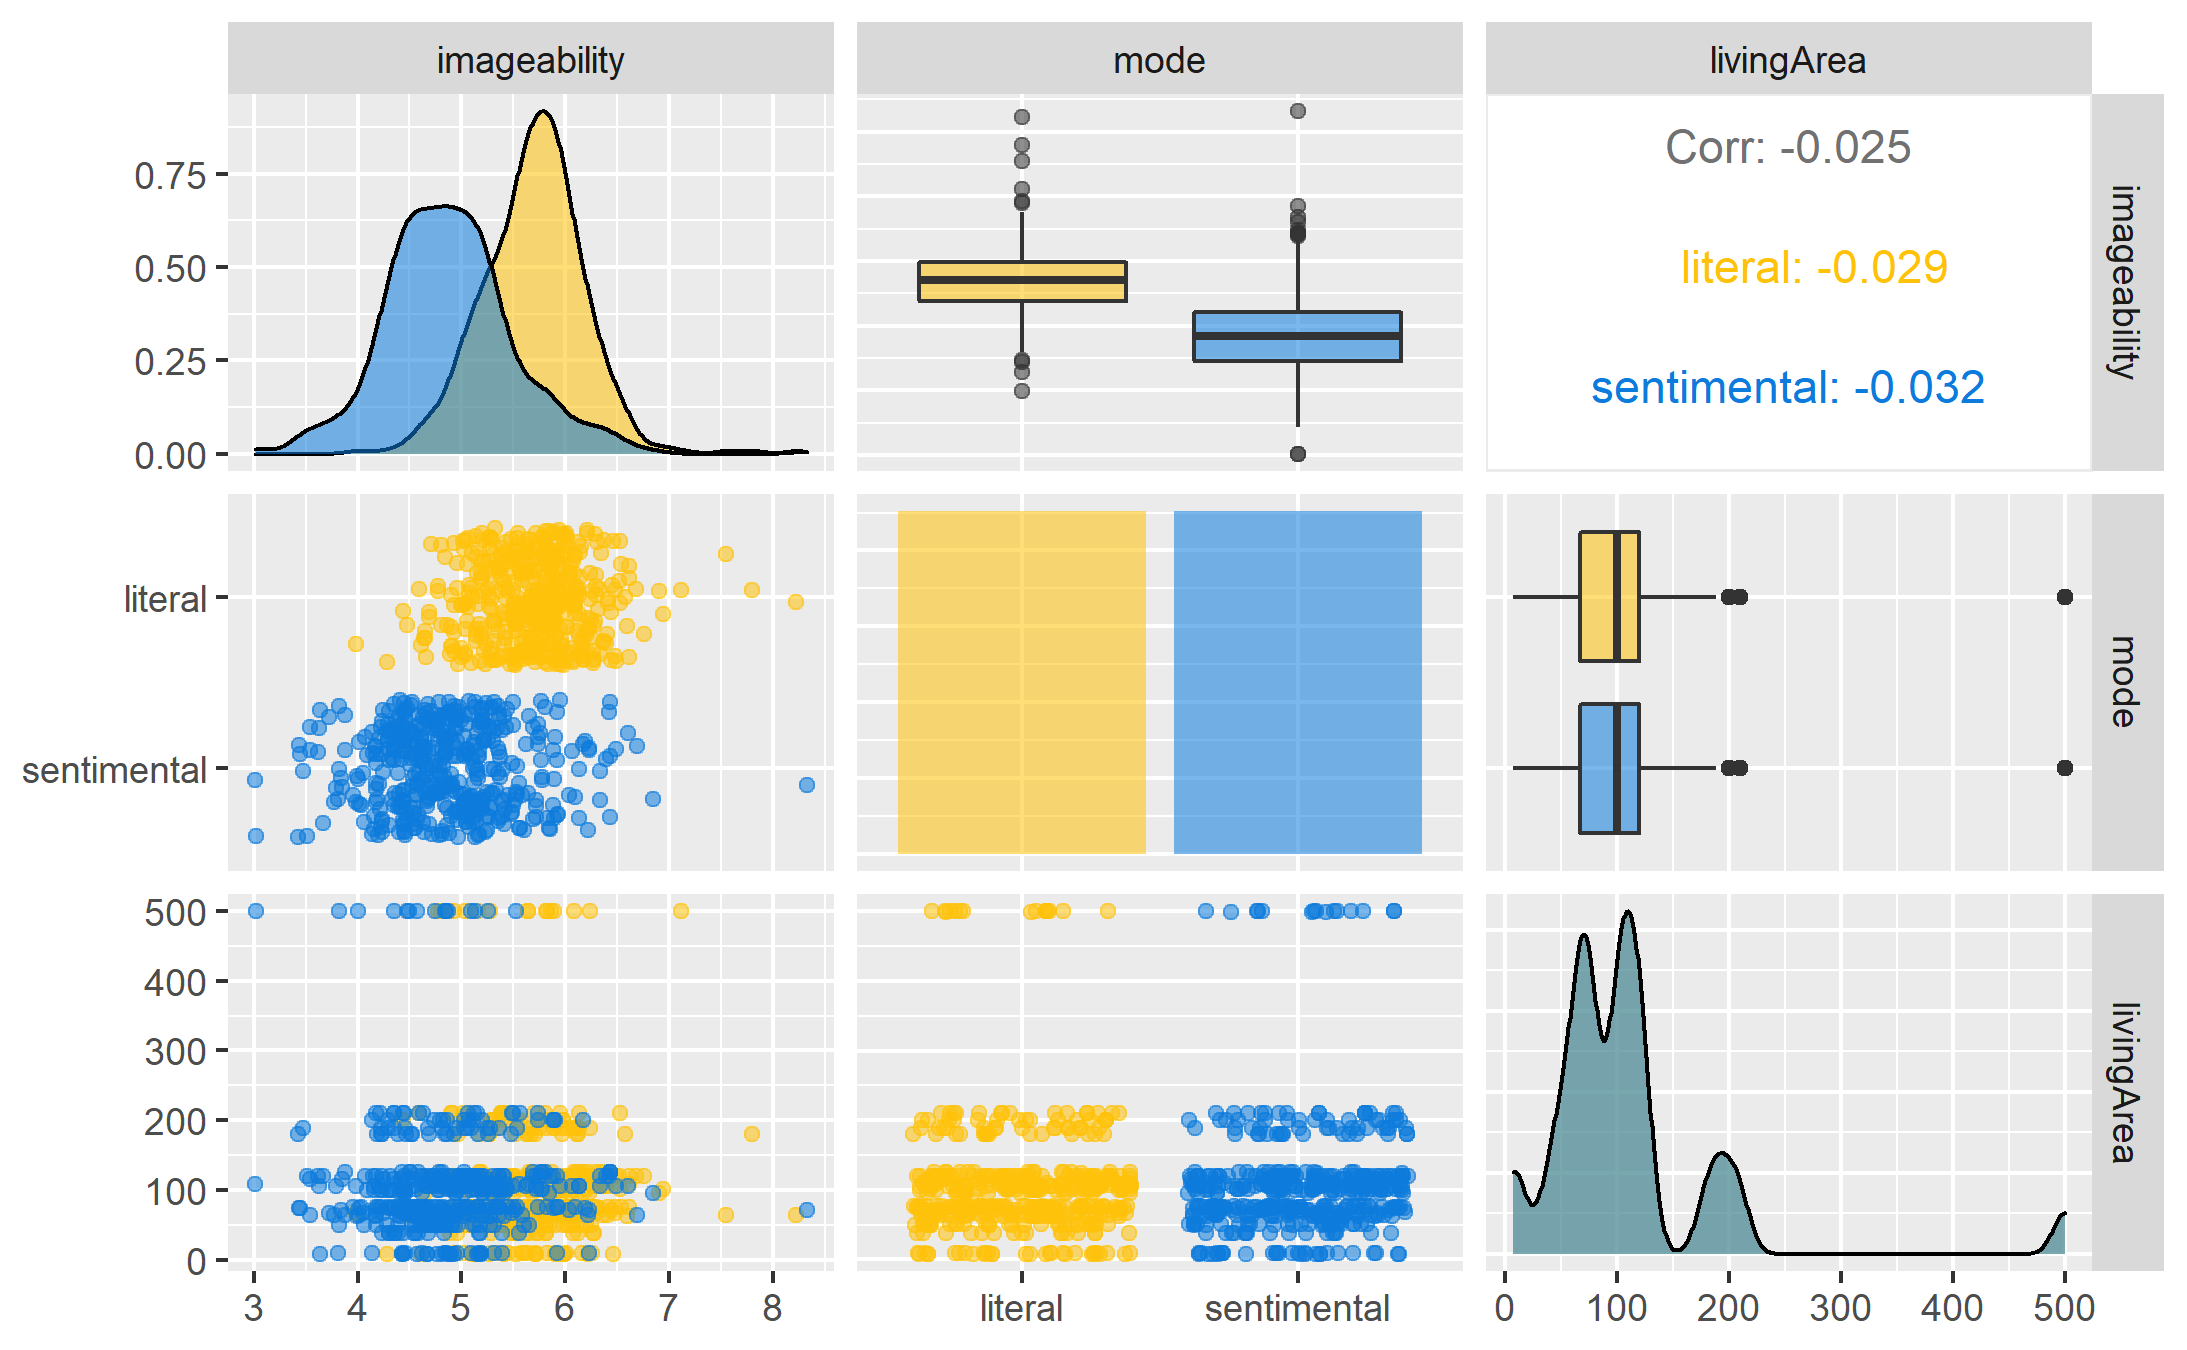 imageability mode livingArea
0.75
0.50
0.25
0.00
Corr: -0.025
literal: -0.029
sentimental: -0.032
imageability
literal
sentimental
mode
500
400
300
200
100
0
livingArea
3 4 5 6 7 8
literal sentimental
0 100 200 300 400 500